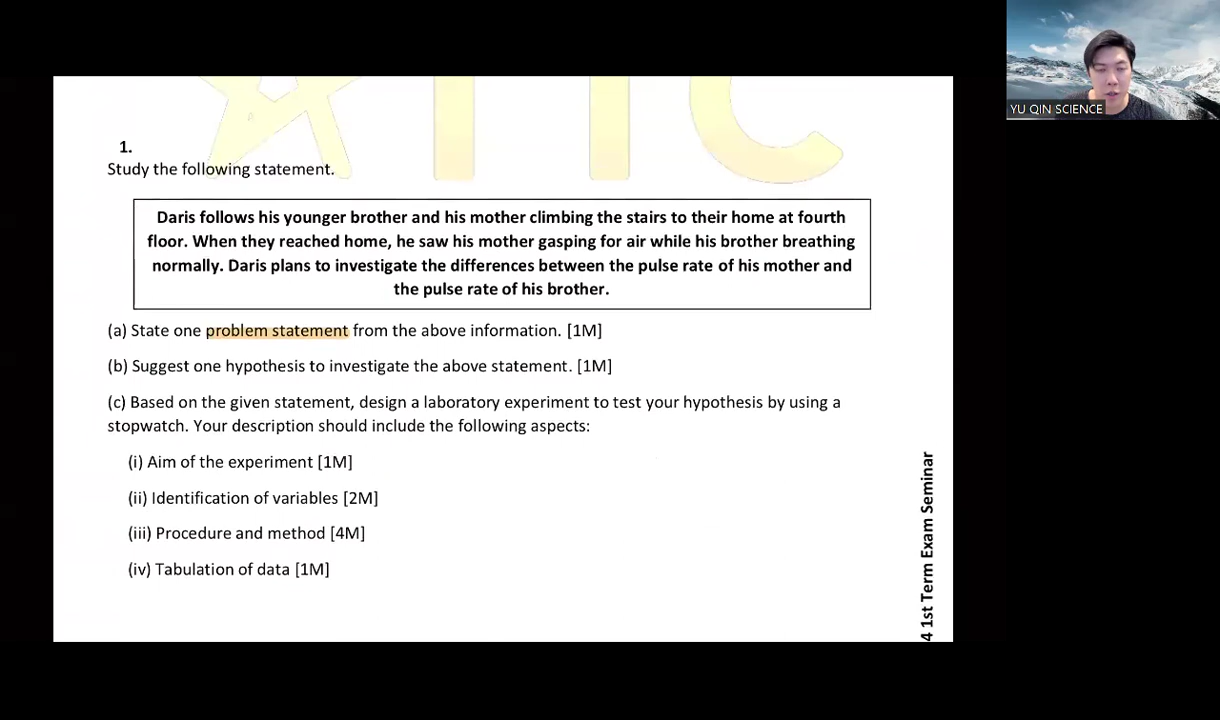 YU QIN SCIENCE
1.
Study the following statement.
Daris follows his younger brother and his mother climbing the stairs to their home at fourth
floor. When they reached home, he saw his mother gasping for air while his brother breathing
normally. Daris plans to investigate the differences between the pulse rate of his mother and
the pulse rate of his brother.
(a) State one problem statement from the above information. [1M]
(b) Suggest one hypothesis to investigate the above statement. [1M]
(c) Based on the given statement, design a laboratory experiment to test your hypothesis by using a
stopwatch. Your description should include the following aspects:
(i) Aim of the experiment [1M]
(ii) Identification of variables [2M]
(iii) Procedure and method [4M]
(iv) Tabulation of data [1M]
4 1st Term Exam Seminar